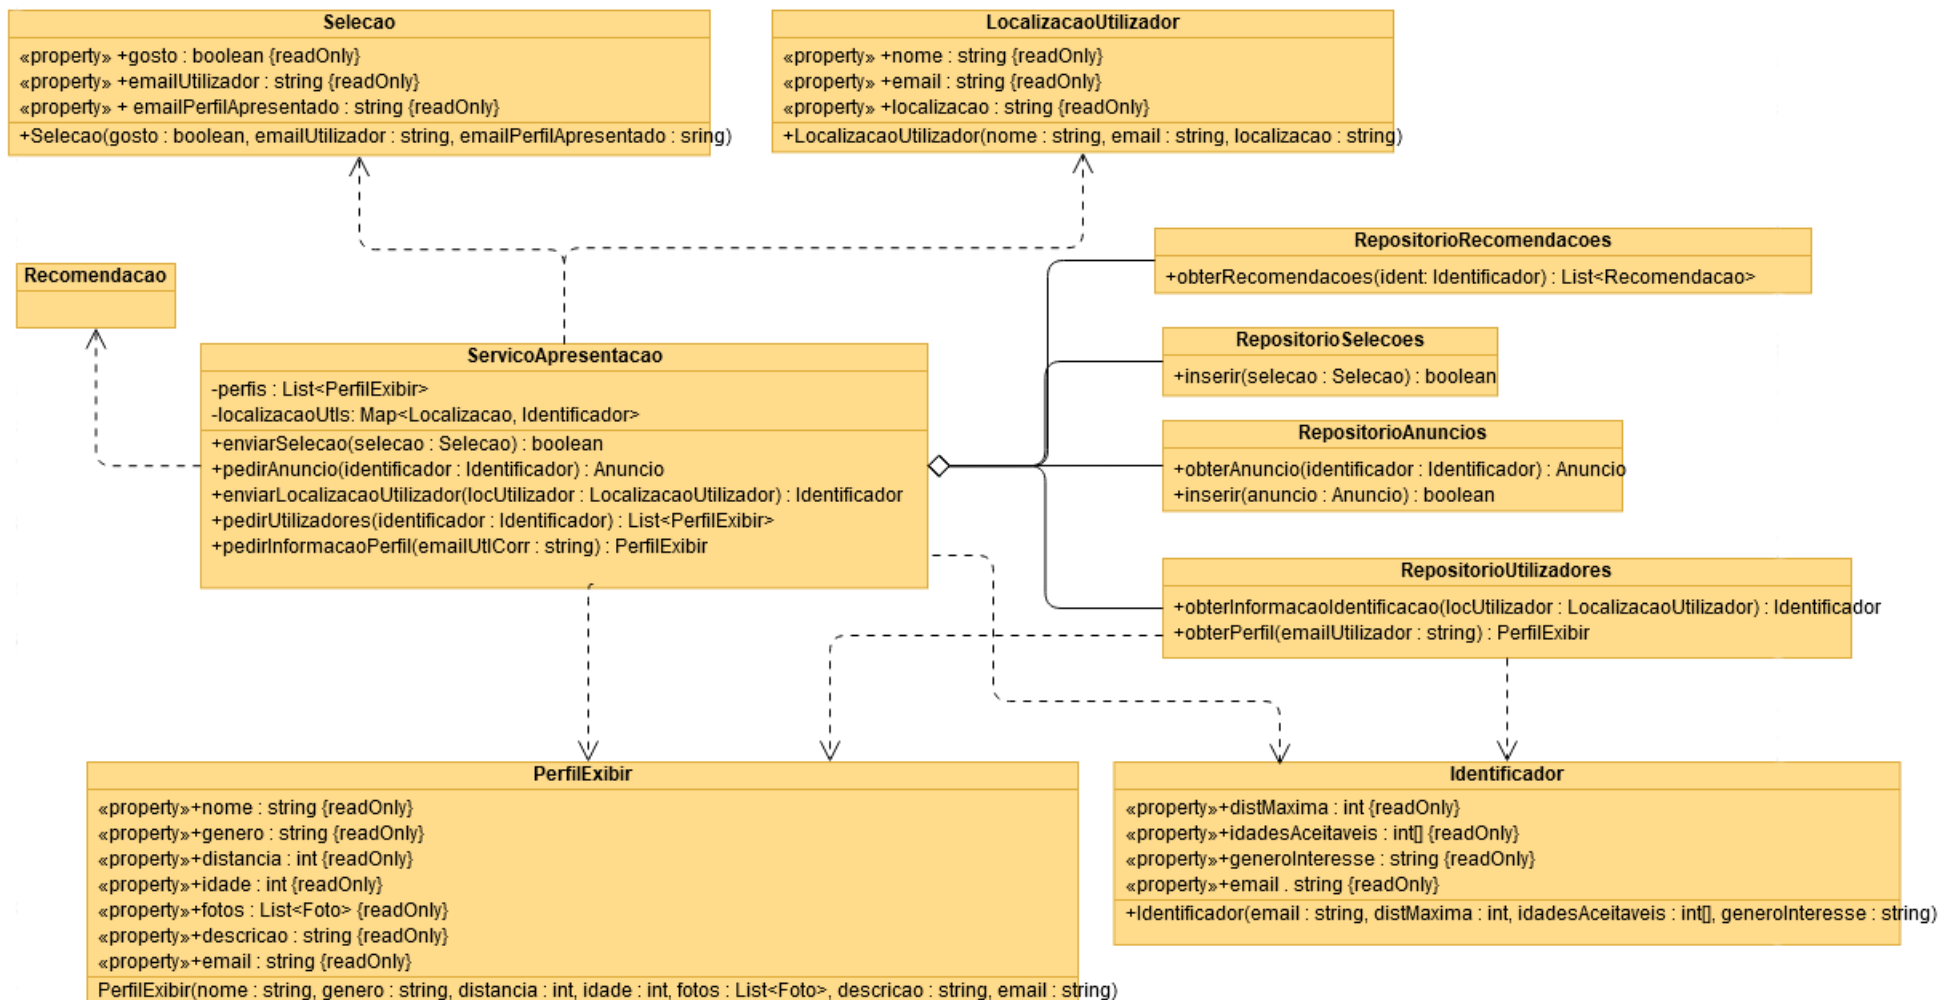 Selecao
«property» +gosto : boolean {readOnly}
«property» +emailUtilizador : string {readOnly}
«property» + emailPerfilApresentado : string {readOnly}
+Selecao(gosto : boolean, emailUtilizador : string, emailPerfilApresentado : sring)
LocalizacaoUtilizador
«property» +nome : string {readOnly}
«property» +email : string {readOnly}
«property» +localizacao : string {readOnly}
+LocalizacaoUtilizador(nome : string, email : string, localizacao : string)
Recomendacao
RepositorioRecomendacoes
+obterRecomendacoes(ident: Identificador) : List<Recomendacao>
RepositorioSelecoes
+inserir(selecao : Selecao) : boolean
ServicoApresentacao
-perfis : List<PerfilExibir>
-localizacaoUtls: Map<Localizacao, Identificador>
+enviarSelecao(selecao : Selecao) : boolean
+pedirAnuncio(identificador : Identificador) : Anuncio
+enviarLocalizacaoUtilizador(locUtilizador : LocalizacaoUtilizador) : Identificador
+pedirUtilizadores(identificador : Identificador) : List<PerfilExibir>
+pedirInformacaoPerfil(emailUtlCorr : string) : PerfilExibir
RepositorioAnuncios
+obterAnuncio(identificador : Identificador) : Anuncio
+inserir(anuncio : Anuncio) : boolean
RepositorioUtilizadores
+obterInformacaoIdentificacao(locUtilizador : LocalizacaoUtilizador) : Identificador
+obterPerfil(emailUtilizador : string) : PerfilExibir
PerfilExibir
«property»+nome : string {readOnly}
«property»+genero : string {readOnly}
«property»+distancia : int {readOnly}
«property»+idade : int {readOnly}
«property»+fotos : List<Foto> {readOnly}
«property»+descricao : string {readOnly}
«property»+email : string {readOnly}
PerfilExibir(nome : string, genero : string, distancia : int, idade : int, fotos : List<Foto>, descricao : string, email : string)
Identificador
«property»+distMaxima : int {readOnly}
«property»+idadesAceitaveis : int[] {readOnly}
«property»+generoInteresse : string {readOnly}
«property»+email . string {readOnly}
+Identificador(email : string, distMaxima : int, idadesAceitaveis : int[], generoInteresse : string)